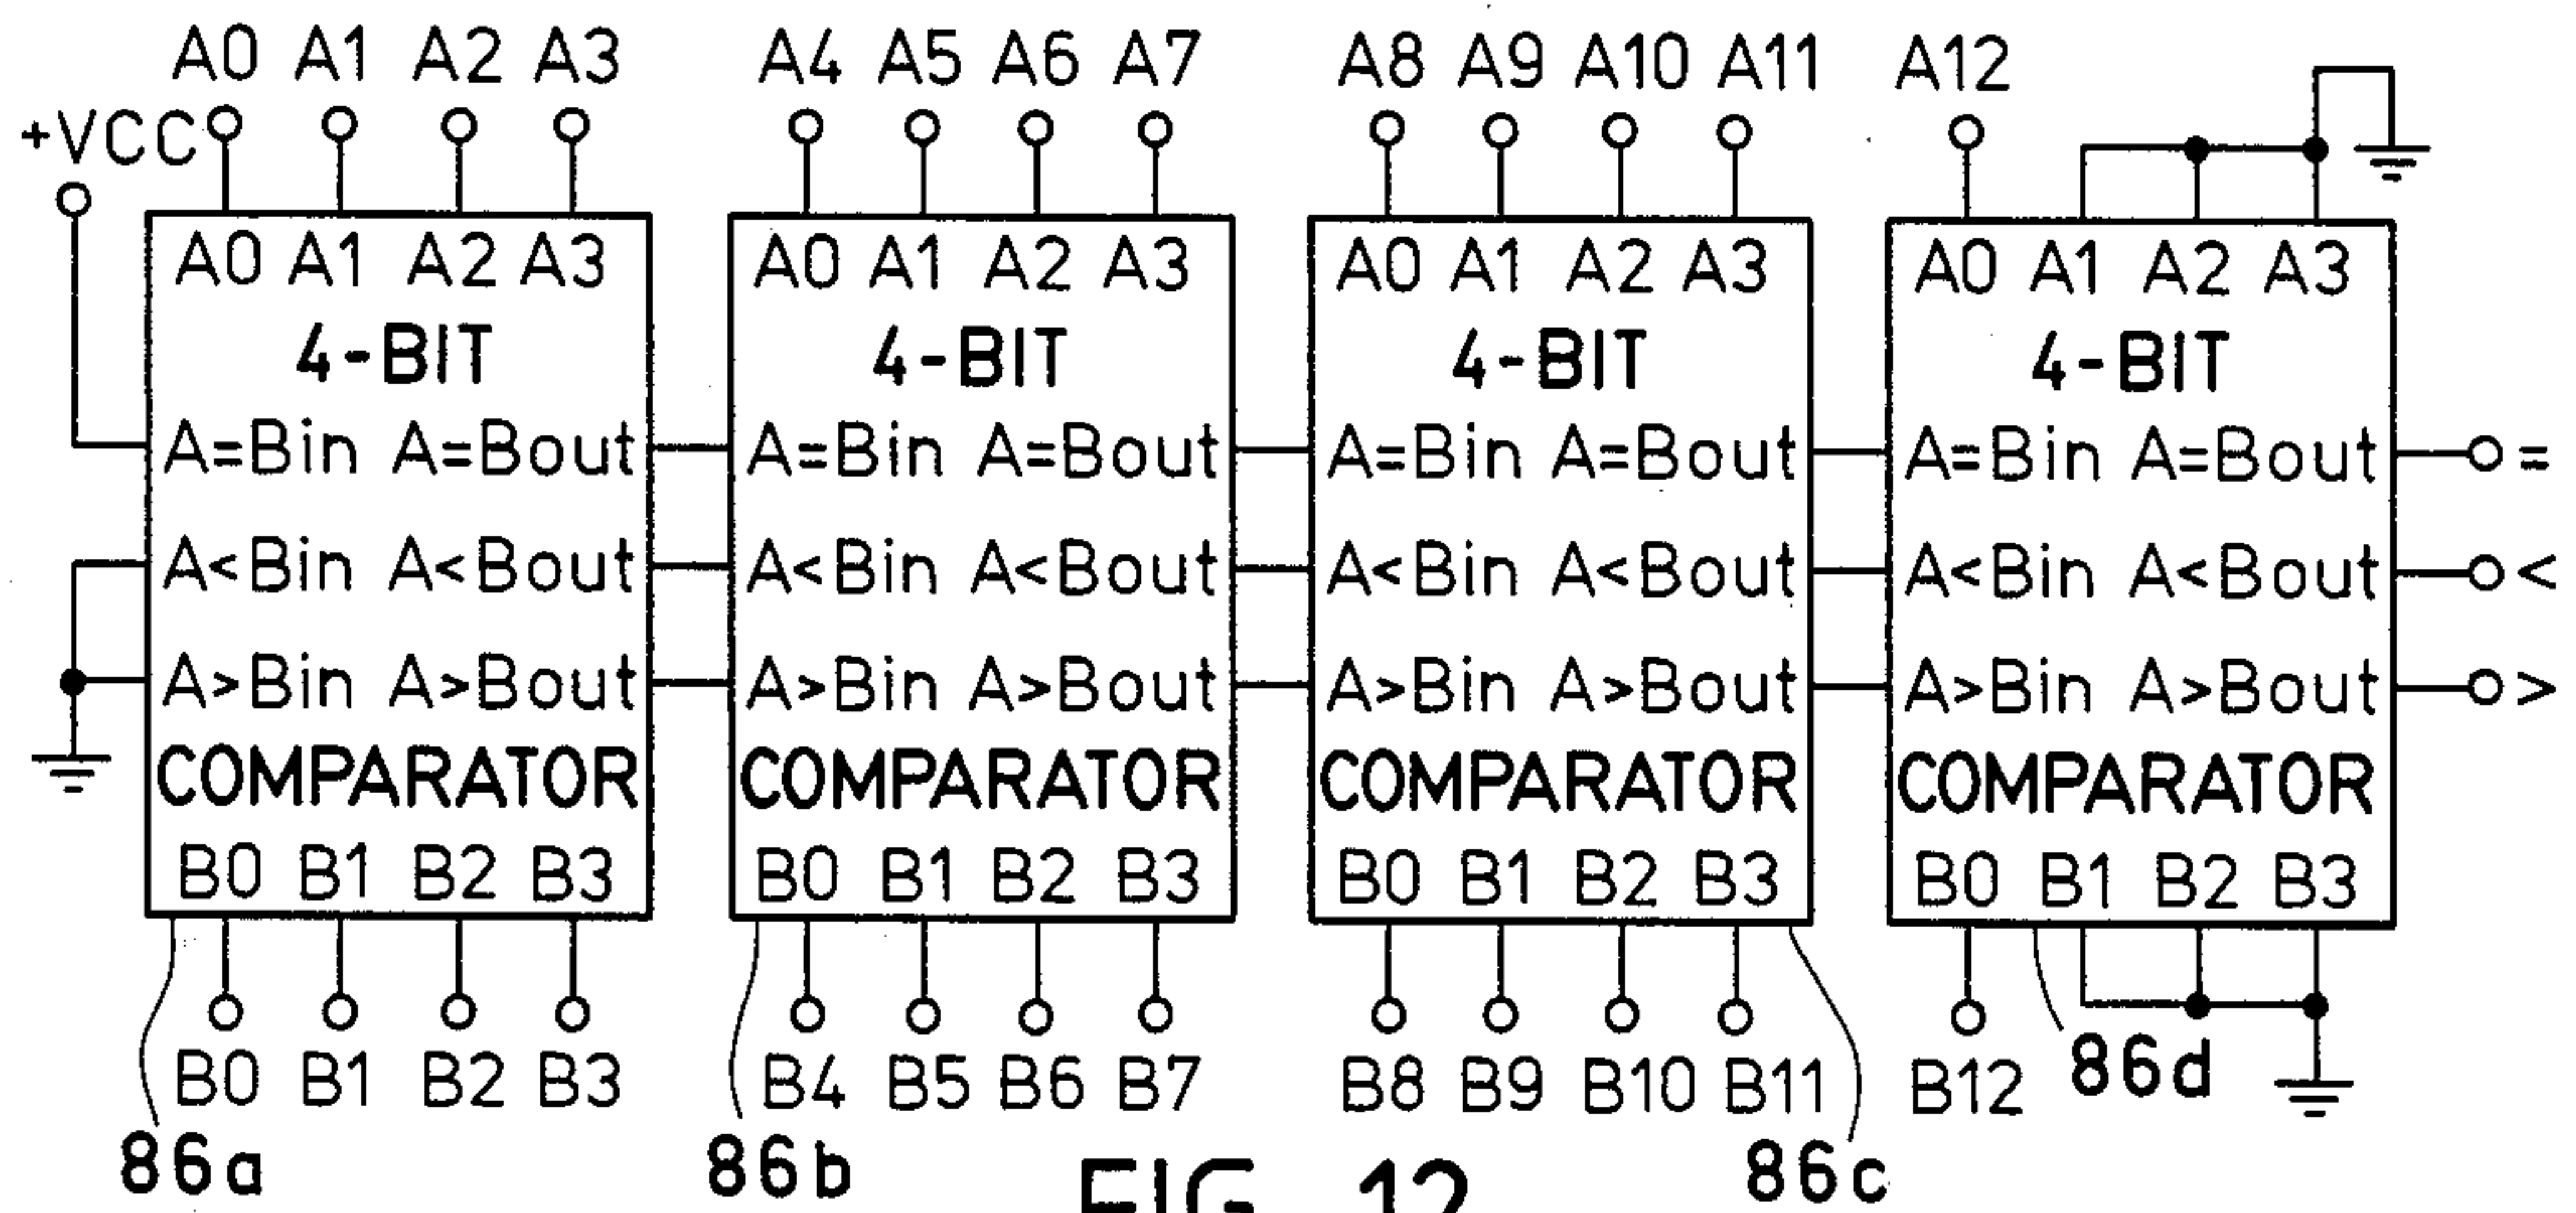 A0 A1 A2 A3 A4 A5 A6 A7 A8 A9 A10 A11 A12
+VCC
A0 A1 A2 A3 A0 A1 A2 A3 A0 A1 A2 A3 A0 A1 A2 A3
4-BIT 4-BIT 4-BIT 4-BIT
A=Bin A=Bout A=Bin A=Bout A=Bin A=Bout A=Bin A=Bout =
A<Bin A<Bout A<Bin A<Bout A<Bin A<Bout A<Bin A<Bout <
A>Bin A>Bout A>Bin A>Bout A>Bin A>Bout A>Bin A>Bout >
COMPARATOR COMPARATOR COMPARATOR COMPARATOR
B0 B1 B2 B3 B0 B1 B2 B3 B0 B1 B2 B3 B0 B1 B2 B3
B0 B1 B2 B3 B4 B5 B6 B7 B8 B9 B10 B11 B12 86d
86a 86b FIG. 12 86c